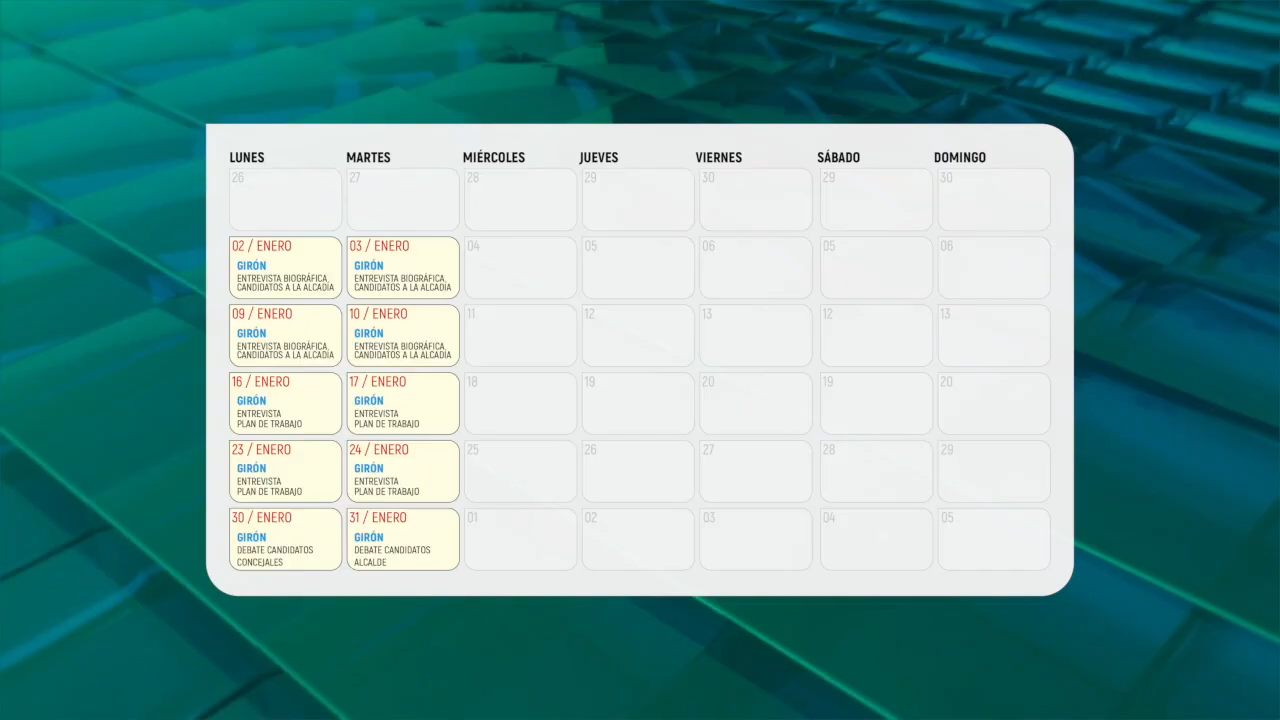 LUNES MARTES MIÉRCOLES JUEVES VIERNES SÁBADO DOMINGO
26 27 28 29 30 29 30
02 / ENERO 03 / ENERO 04 05 06 05 06
GIRÓN GIRÓN
ENTREVISTA BIOGRÁFICA, ENTREVISTA BIOGRÁFICA,
CANDIDATOS A LA ALCADÍA CANDIDATOS A LA ALCADÍA
09 / ENERO 10 / ENERO 11 12 13 12 13
GIRÓN GIRÓN
ENTREVISTA BIOGRÁFICA, ENTREVISTA BIOGRÁFICA,
CANDIDATOS A LA ALCADÍA CANDIDATOS A LA ALCADÍA
16 / ENERO 17 / ENERO 18 19 20 19 20
GIRÓN GIRÓN
ENTREVISTA ENTREVISTA
PLAN DE TRABAJO PLAN DE TRABAJO
23 / ENERO 24 / ENERO 25 26 27 28 29
GIRÓN GIRÓN
ENTREVISTA ENTREVISTA
PLAN DE TRABAJO PLAN DE TRABAJO
30 / ENERO 31 / ENERO 01 02 03 04 05
GIRÓN GIRÓN
DEBATE CANDIDATOS DEBATE CANDIDATOS
CONCEJALES ALCALDE